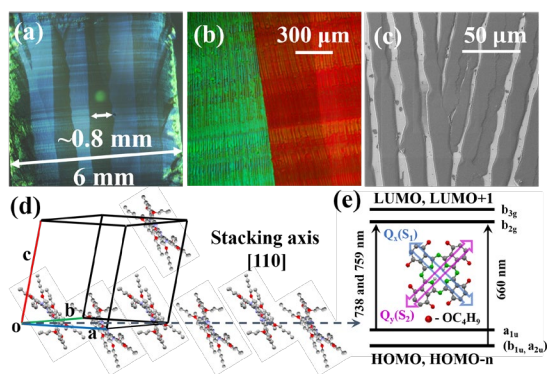 (a)
~0.8 mm
6 mm
(b)
300 μm
(c)
50 μm
(d)
c
b
o
a
Stacking axis
[110]
(e)
LUMO, LUMO+1
b3g
b2g
738 and 759 nm
Qx(S1)
Qy(S2)
- OC4H9
660 nm
a1u
(b1u, a2u)
HOMO, HOMO-n